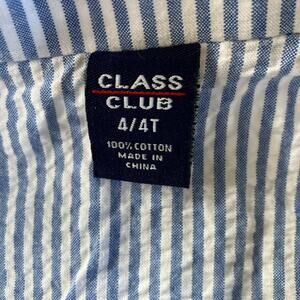 CLASS
CLUB
4/4T
100% COTTON
MADE IN
CHINA